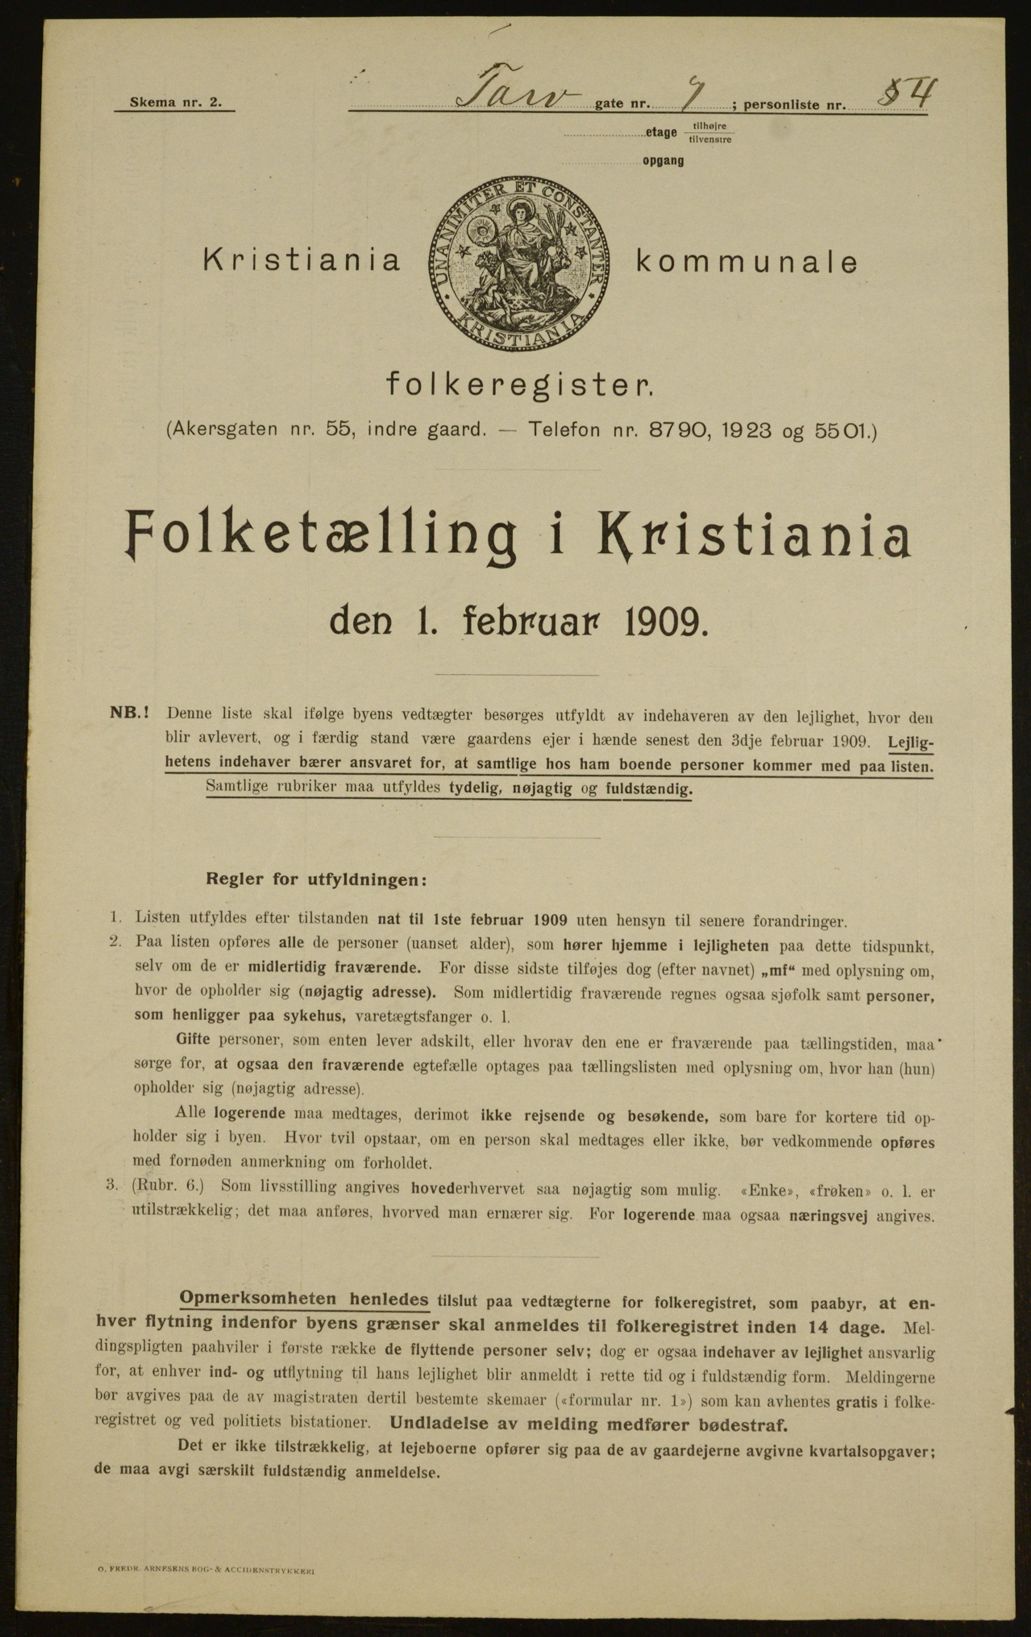 Skema nr. 2.
Torv gate nr. 7 ; personliste nr. 54
etage tilhøjre
tilvenstre
opgang
UNANIMITER ET CONSTANTER
KRISTIANIA
Kristiania kommunale
folkeregister.
(Akersgaten nr. 55, indre gaard. — Telefon nr. 8790, 1923 og 5501.)
Folketælling i Kristiania
den 1. februar 1909.
NB.! Denne liste skal ifølge byens vedtægter besørges utfyldt av indehaveren av den lejlighet, hvor den
blir avlevert, og i færdig stand være gaardens ejer i hænde senest den 3dje februar 1909. Lejlig-
hetens indehaver bærer ansvaret for, at samtlige hos ham boende personer kommer med paa listen.
Samtlige rubriker maa utfyldes tydelig, nøjagtig og fuldstændig.
Regler for utfyldningen:
1. Listen utfyldes efter tilstanden nat til 1ste februar 1909 uten hensyn til senere forandringer.
2. Paa listen opføres alle de personer (uanset alder), som hører hjemme i lejligheten paa dette tidspunkt,
selv om de er midlertidig fraværende. For disse sidste tilføjes dog (efter navnet) „mf“ med oplysning om,
hvor de opholder sig (nøjagtig adresse). Som midlertidig fraværende regnes ogsaa sjøfolk samt personer,
som henligger paa sykehus, varetægtsfanger o. l.
Gifte personer, som enten lever adskilt, eller hvorav den ene er fraværende paa tællingstiden, maa
sørge for, at ogsaa den fraværende egtefælle optages paa tællingslisten med oplysning om, hvor han (hun)
opholder sig (nøjagtig adresse).
Alle logerende maa medtages, derimot ikke rejsende og besøkende, som bare for kortere tid op-
holder sig i byen. Hvor tvil opstaar, om en person skal medtages eller ikke, bør vedkommende opføres
med fornøden anmerkning om forholdet.
3. (Rubr. 6.) Som livsstilling angives hovederhvervet saa nøjagtig som mulig. «Enke», «frøken» o. l. er
utilstrækkelig; det maa anføres, hvorved man ernærer sig. For logerende maa ogsaa næringsvej angives.
Opmerksomheten henledes tilslut paa vedtægterne for folkeregistret, som paabyr, at en-
hver flytning indenfor byens grænser skal anmeldes til folkeregistret inden 14 dage. Mel-
dingspligten paahviler i første række de flyttende personer selv; dog er ogsaa indehaver av lejlighet ansvarlig
for, at enhver ind- og utflytning til hans lejlighet blir anmeldt i rette tid og i fuldstændig form. Meldingerne
bør avgives paa de av magistraten dertil bestemte skemaer («formular nr. 1») som kan avhentes gratis i folke-
registret og ved politiets bistationer. Undladelse av melding medfører bødestraf.
Det er ikke tilstrækkelig, at lejeboerne opfører sig paa de av gaardejerne avgivne kvartalsopgaver;
de maa avgi særskilt fuldstændig anmeldelse.
O. FREDR. ARNESENS BOG- & ACCIDENSTRYKKERI